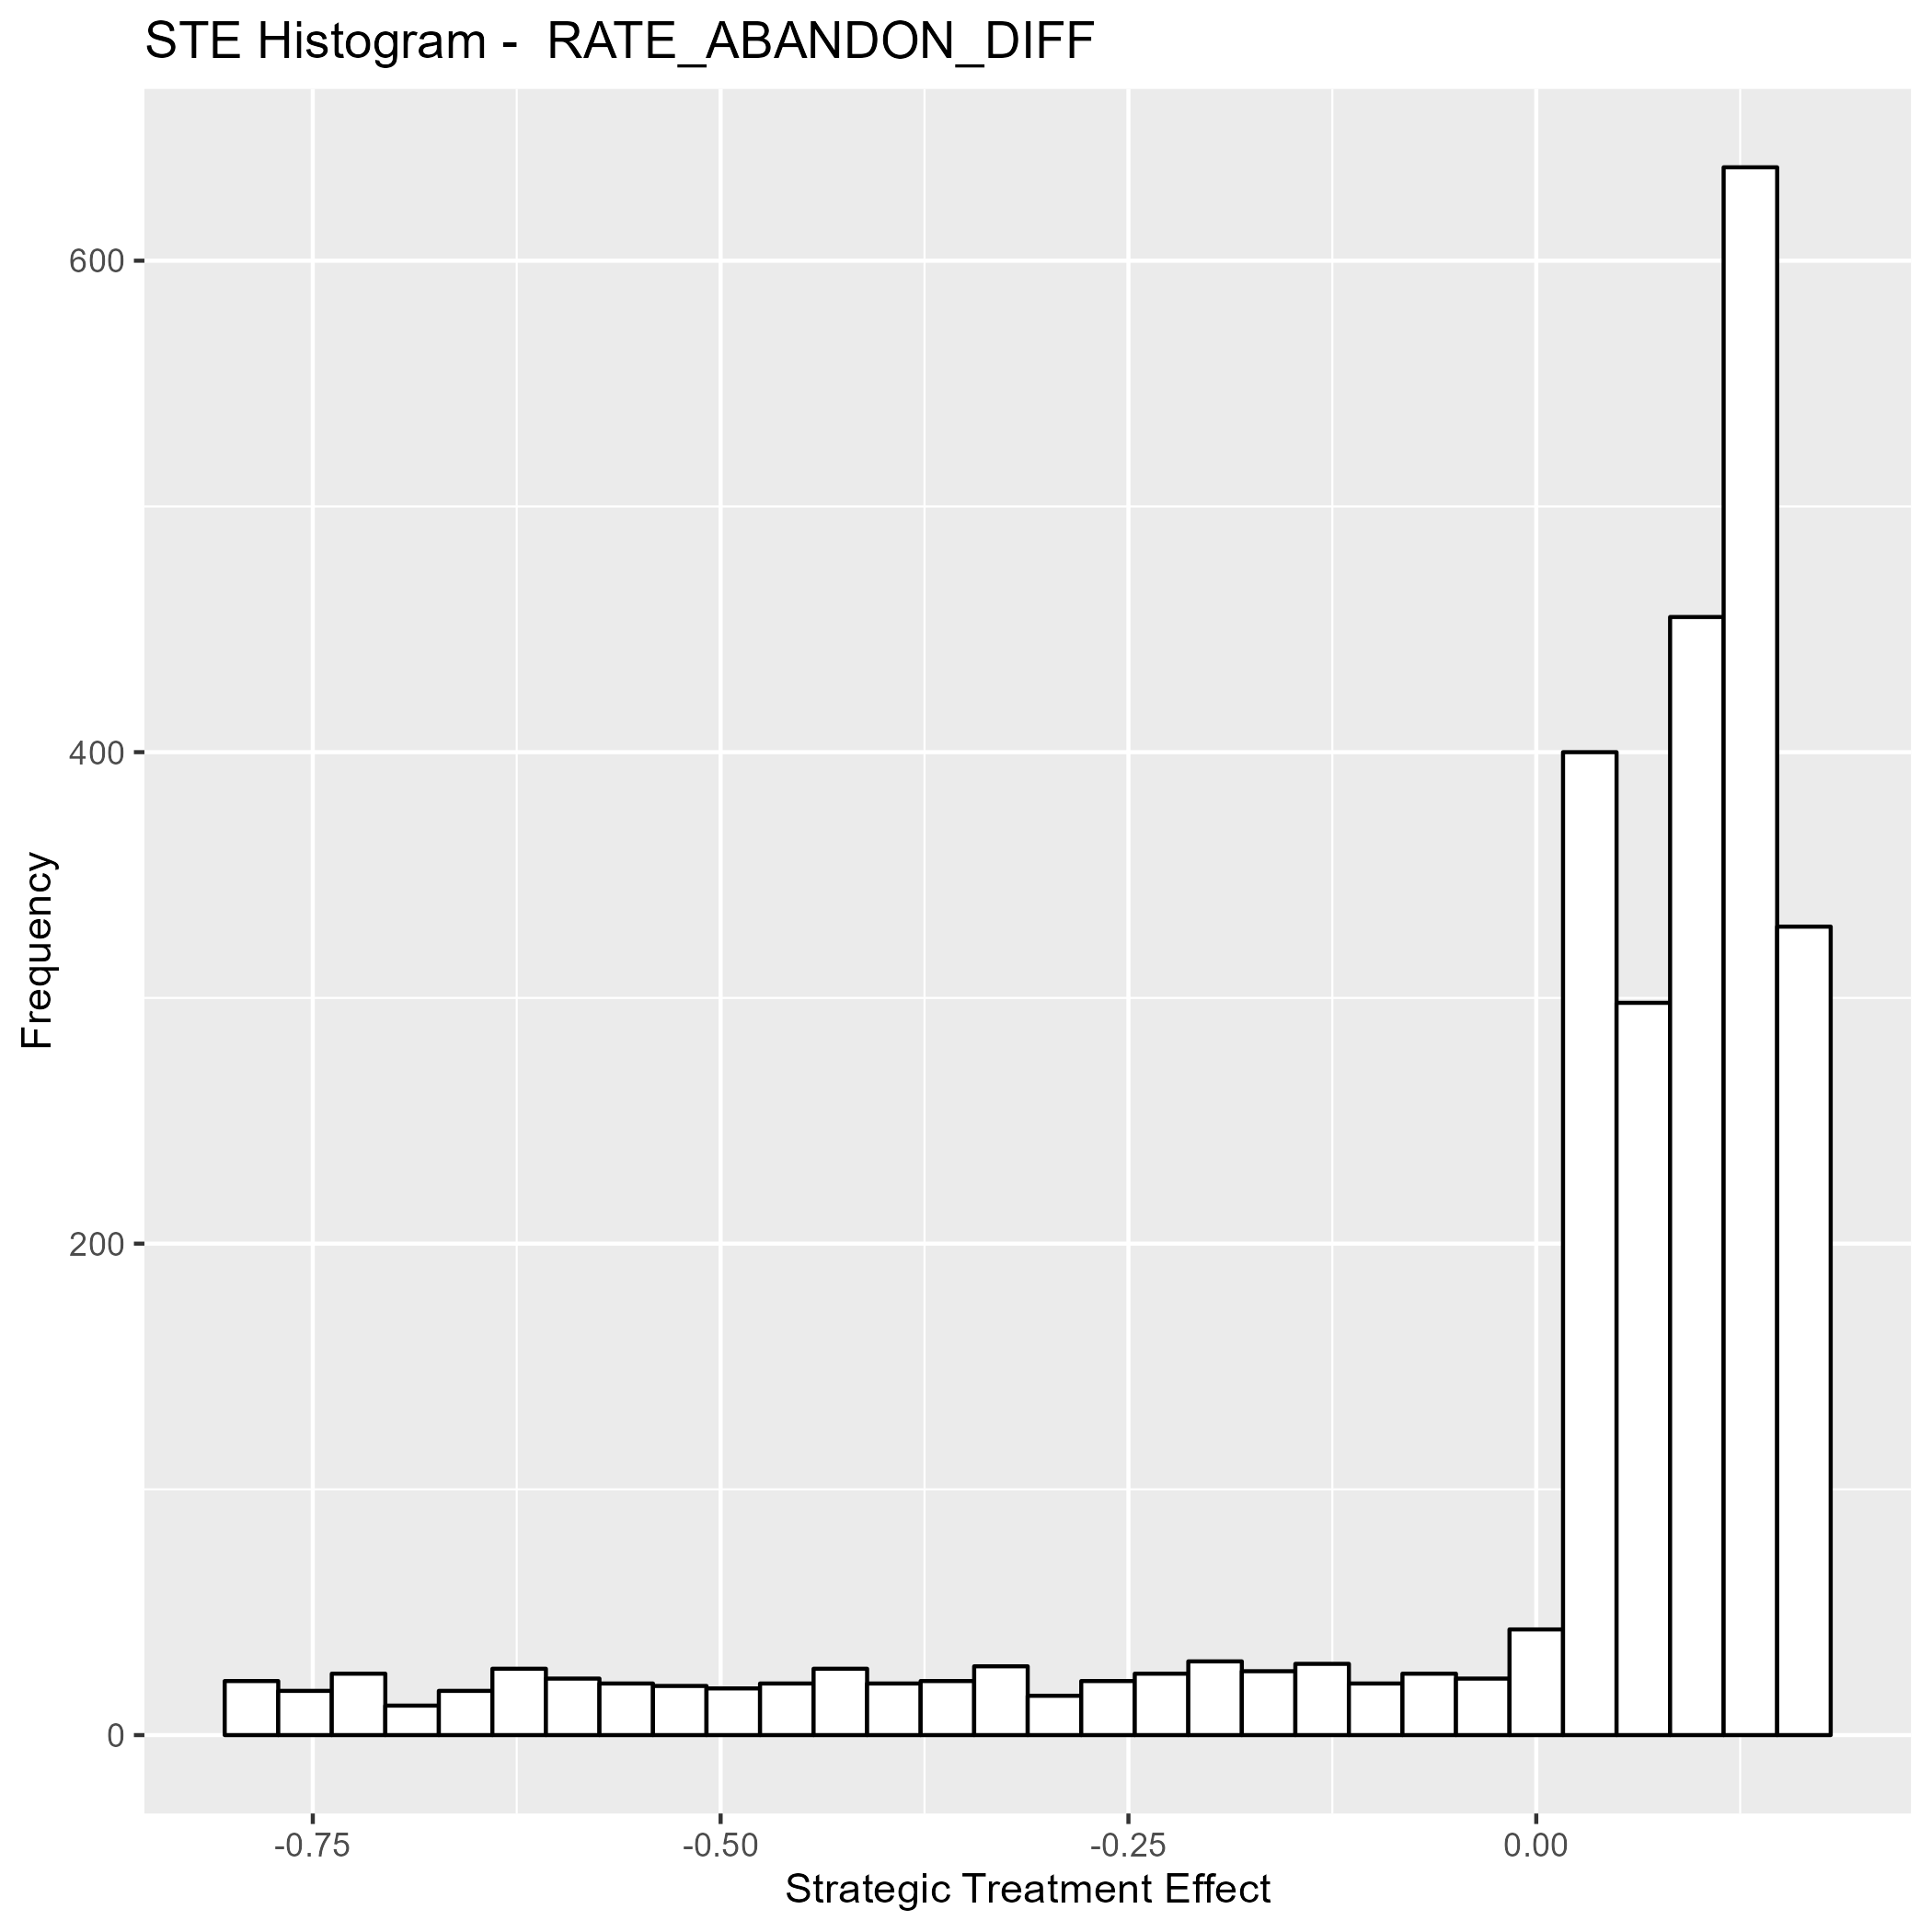 STE Histogram -  RATE_ABANDON_DIFF
Frequency
600
400
200
0
-0.75
-0.50
-0.25
0.00
Strategic Treatment Effect